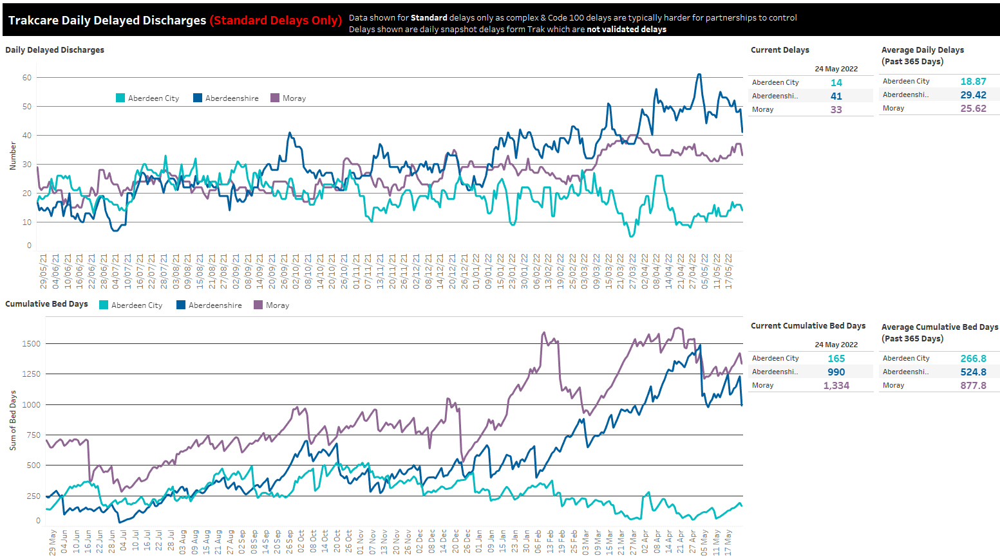 Trakcare Daily Delayed Discharges (Standard Delays Only)
Data shown for Standard delays only as complex & Code 100 delays are typically harder for partnerships to control
Delays shown are daily snapshot delays form Trak which are not validated delays
Daily Delayed Discharges
Number
60
50
40
30
20
10
0
Aberdeen City
Aberdeenshire
Moray
29/05/21
04/06/21
10/06/21
16/06/21
22/06/21
28/06/21
04/07/21
10/07/21
16/07/21
22/07/21
28/07/21
03/08/21
09/08/21
15/08/21
21/08/21
27/08/21
02/09/21
08/09/21
14/09/21
20/09/21
26/09/21
02/10/21
08/10/21
14/10/21
20/10/21
26/10/21
01/11/21
07/11/21
13/11/21
20/11/21
26/11/21
02/12/21
08/12/21
14/12/21
20/12/21
26/12/21
01/01/22
09/01/22
15/01/22
23/01/22
30/01/22
06/02/22
13/02/22
19/02/22
25/02/22
03/03/22
09/03/22
15/03/22
21/03/22
27/03/22
02/04/22
08/04/22
14/04/22
21/04/22
27/04/22
05/05/22
11/05/22
17/05/22
Current Delays
24 May 2022
Aberdeen City 14
Aberdeenshi.. 41
Moray 33
Average Daily Delays
(Past 365 Days)
Aberdeen City 18.87
Aberdeenshi.. 29.42
Moray 25.62
Cumulative Bed Days
Aberdeen City
Aberdeenshire
Moray
Sum of Bed Days
1500
1250
1000
750
500
250
0
29 May
04 Jun
10 Jun
16 Jun
22 Jun
28 Jun
04 Jul
10 Jul
16 Jul
22 Jul
28 Jul
03 Aug
09 Aug
15 Aug
21 Aug
27 Aug
02 Sep
08 Sep
14 Sep
20 Sep
26 Sep
02 Oct
08 Oct
14 Oct
20 Oct
26 Oct
01 Nov
07 Nov
13 Nov
20 Nov
26 Nov
02 Dec
08 Dec
14 Dec
20 Dec
26 Dec
01 Jan
09 Jan
15 Jan
23 Jan
30 Jan
06 Feb
13 Feb
19 Feb
25 Feb
03 Mar
09 Mar
15 Mar
21 Mar
27 Mar
02 Apr
08 Apr
14 Apr
21 Apr
27 Apr
05 May
11 May
17 May
Current Cumulative Bed Days
24 May 2022
Aberdeen City 165
Aberdeenshi.. 990
Moray 1,334
Average Cumulative Bed Days
(Past 365 Days)
Aberdeen City 266.8
Aberdeenshi.. 524.8
Moray 877.8